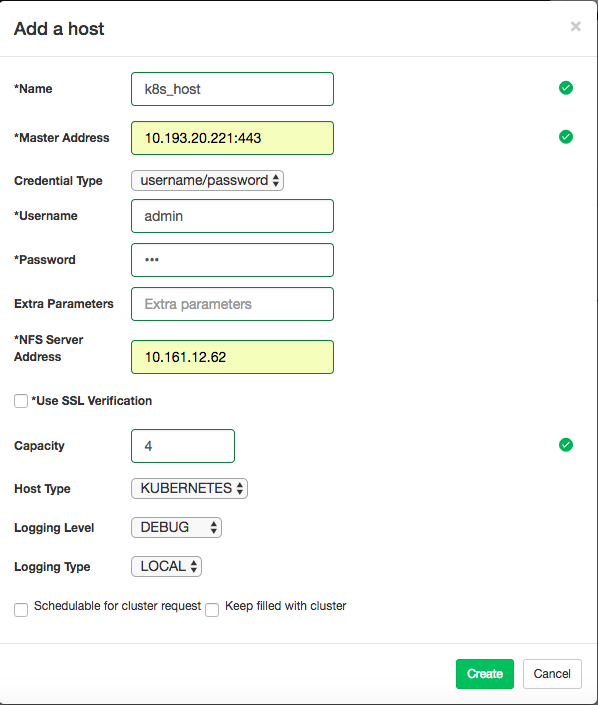 Add a host
×
*Name
k8s_host
*Master Address
10.193.20.221:443
Credential Type
username/password
*Username
admin
*Password
•••
Extra Parameters
Extra parameters
*NFS Server
Address
10.161.12.62
*Use SSL Verification
Capacity
4
Host Type
KUBERNETES
Logging Level
DEBUG
Logging Type
LOCAL
Schedulable for cluster request
Keep filled with cluster
Create
Cancel